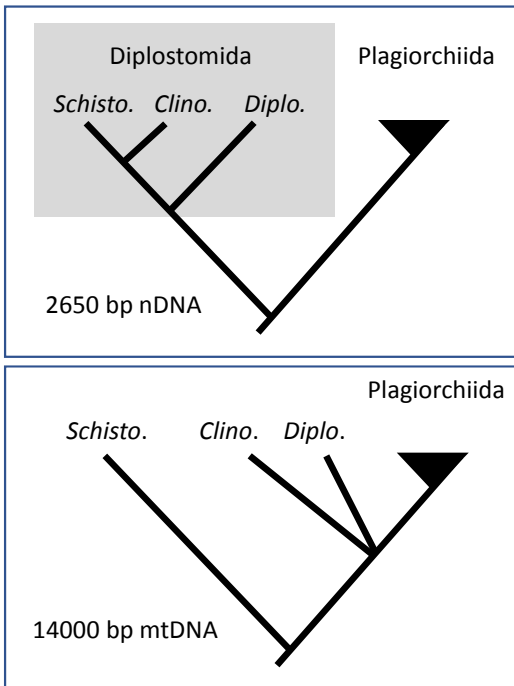 Diplostomida Plagiorchiida
Schisto. Clino. Diplo.
2650 bp nDNA
Plagiorchiida
Schisto. Clino. Diplo.
14000 bp mtDNA